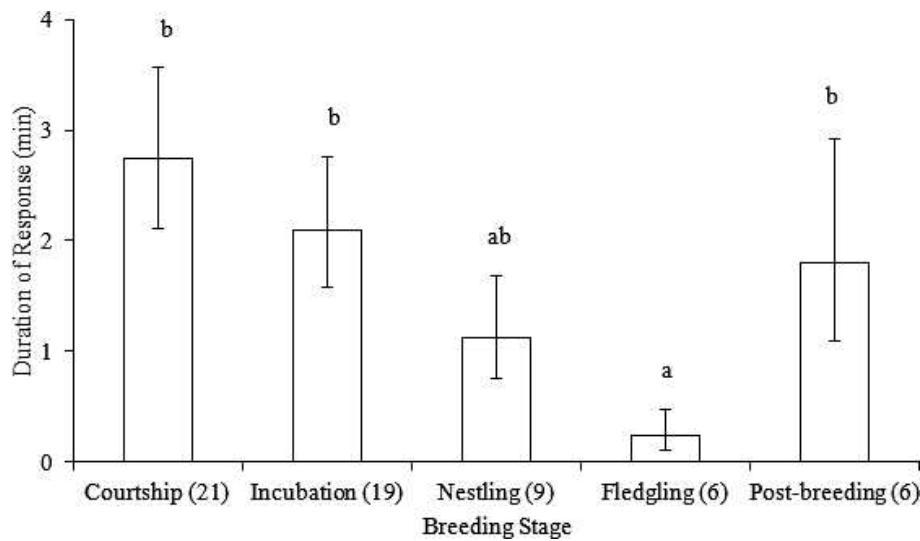 4
b
b
b
3
Duration of Response (min)
ab
2
1
a
0
Courtship (21) Incubation (19) Nestling (9) Fledgling (6) Post-breeding (6)
Breeding Stage